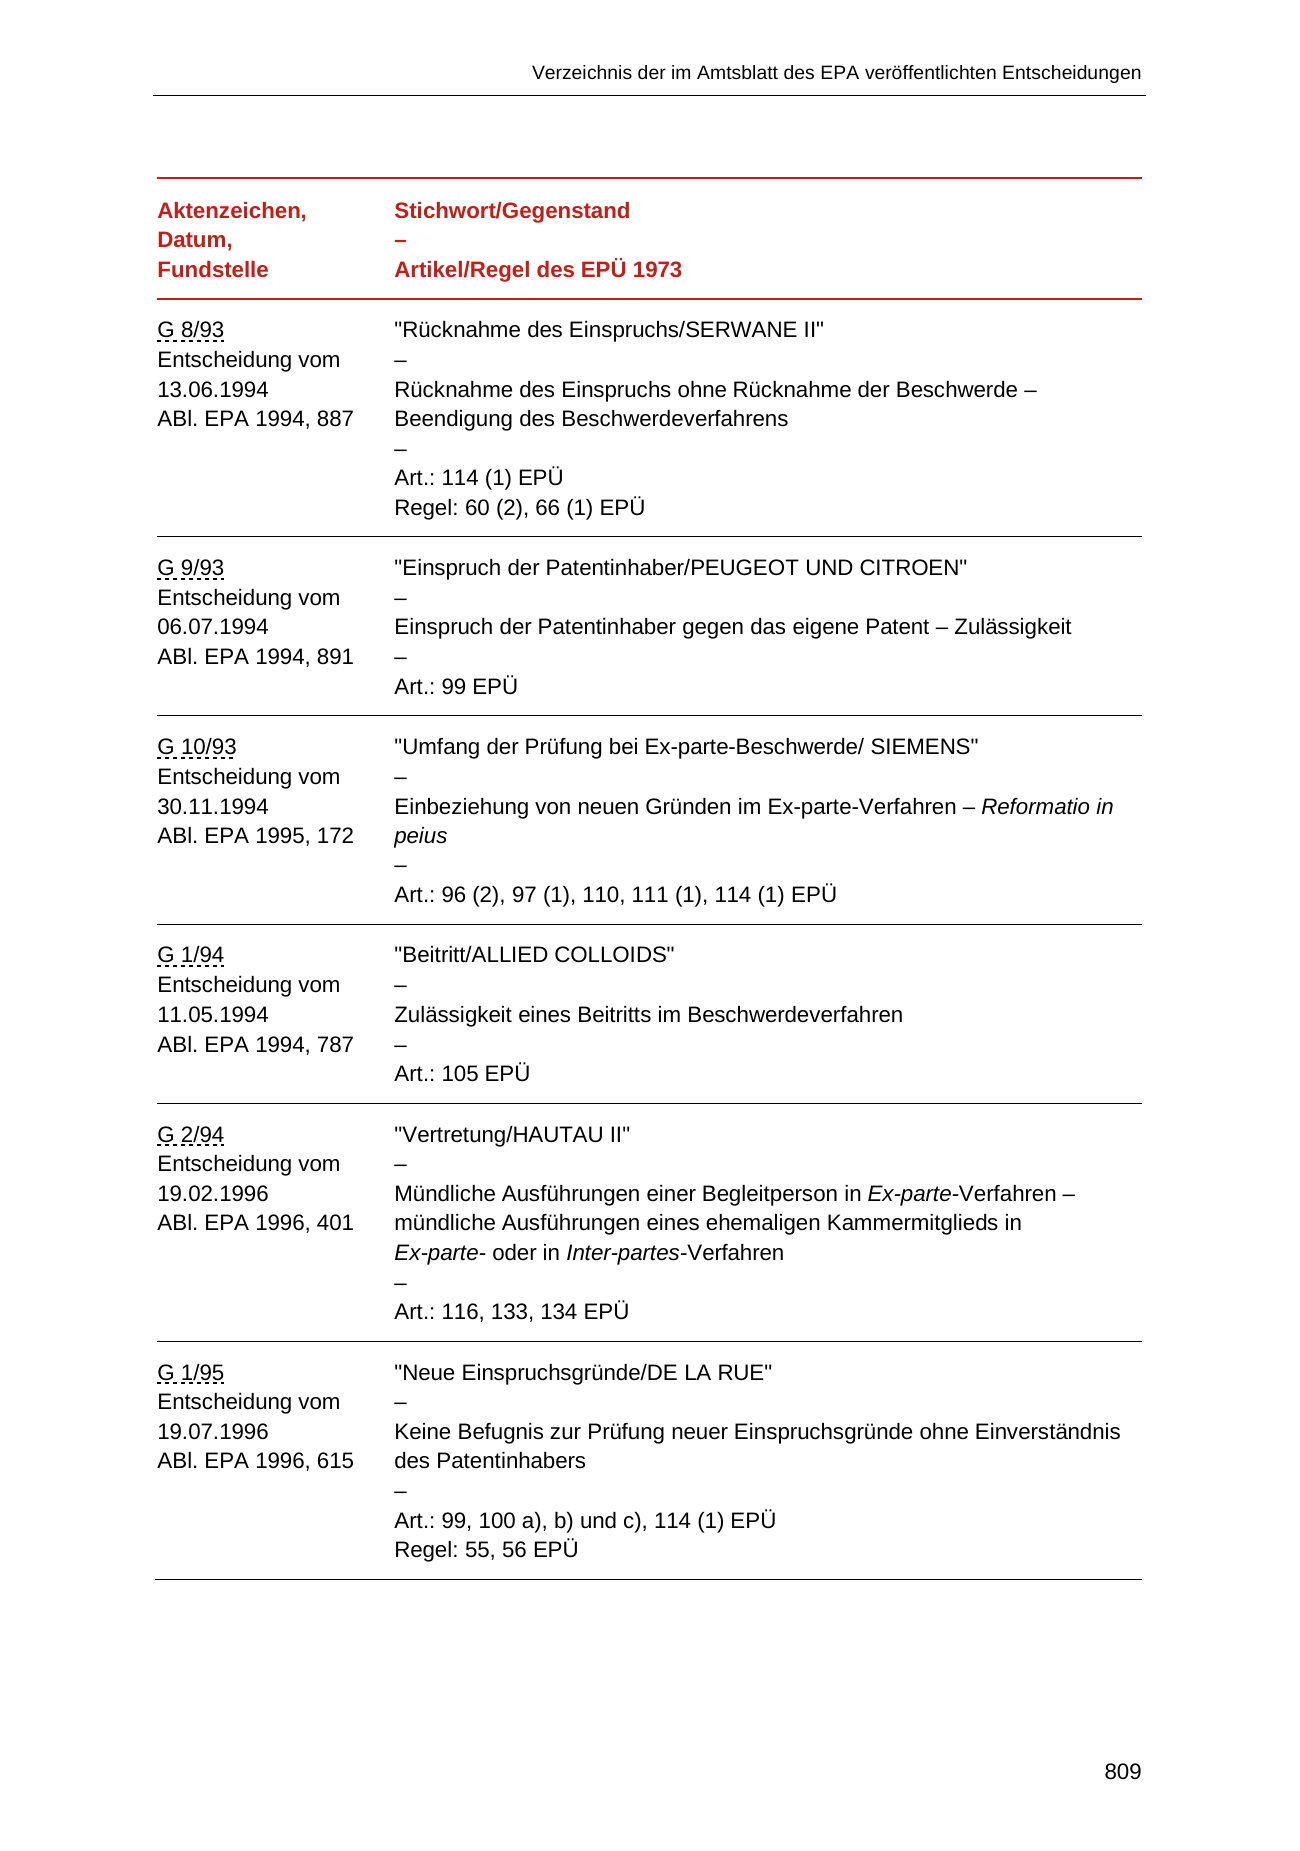 Verzeichnis der im Amtsblatt des EPA veröffentlichten Entscheidungen
Aktenzeichen,
Datum,
Fundstelle
Stichwort/Gegenstand
–
Artikel/Regel des EPÜ 1973
G 8/93
Entscheidung vom
13.06.1994
ABl. EPA 1994, 887
"Rücknahme des Einspruchs/SERWANE II"
–
Rücknahme des Einspruchs ohne Rücknahme der Beschwerde –
Beendigung des Beschwerdeverfahrens
–
Art.: 114 (1) EPÜ
Regel: 60 (2), 66 (1) EPÜ
G 9/93
Entscheidung vom
06.07.1994
ABl. EPA 1994, 891
"Einspruch der Patentinhaber/PEUGEOT UND CITROEN"
–
Einspruch der Patentinhaber gegen das eigene Patent – Zulässigkeit
–
Art.: 99 EPÜ
G 10/93
Entscheidung vom
30.11.1994
ABl. EPA 1995, 172
"Umfang der Prüfung bei Ex-parte-Beschwerde/ SIEMENS"
–
Einbeziehung von neuen Gründen im Ex-parte-Verfahren – Reformatio in
peius
–
Art.: 96 (2), 97 (1), 110, 111 (1), 114 (1) EPÜ
G 1/94
Entscheidung vom
11.05.1994
ABl. EPA 1994, 787
"Beitritt/ALLIED COLLOIDS"
–
Zulässigkeit eines Beitritts im Beschwerdeverfahren
–
Art.: 105 EPÜ
G 2/94
Entscheidung vom
19.02.1996
ABl. EPA 1996, 401
"Vertretung/HAUTAU II"
–
Mündliche Ausführungen einer Begleitperson in Ex-parte-Verfahren –
mündliche Ausführungen eines ehemaligen Kammermitglieds in
Ex-parte- oder in Inter-partes-Verfahren
–
Art.: 116, 133, 134 EPÜ
G 1/95
Entscheidung vom
19.07.1996
ABl. EPA 1996, 615
"Neue Einspruchsgründe/DE LA RUE"
–
Keine Befugnis zur Prüfung neuer Einspruchsgründe ohne Einverständnis
des Patentinhabers
–
Art.: 99, 100 a), b) und c), 114 (1) EPÜ
Regel: 55, 56 EPÜ
809